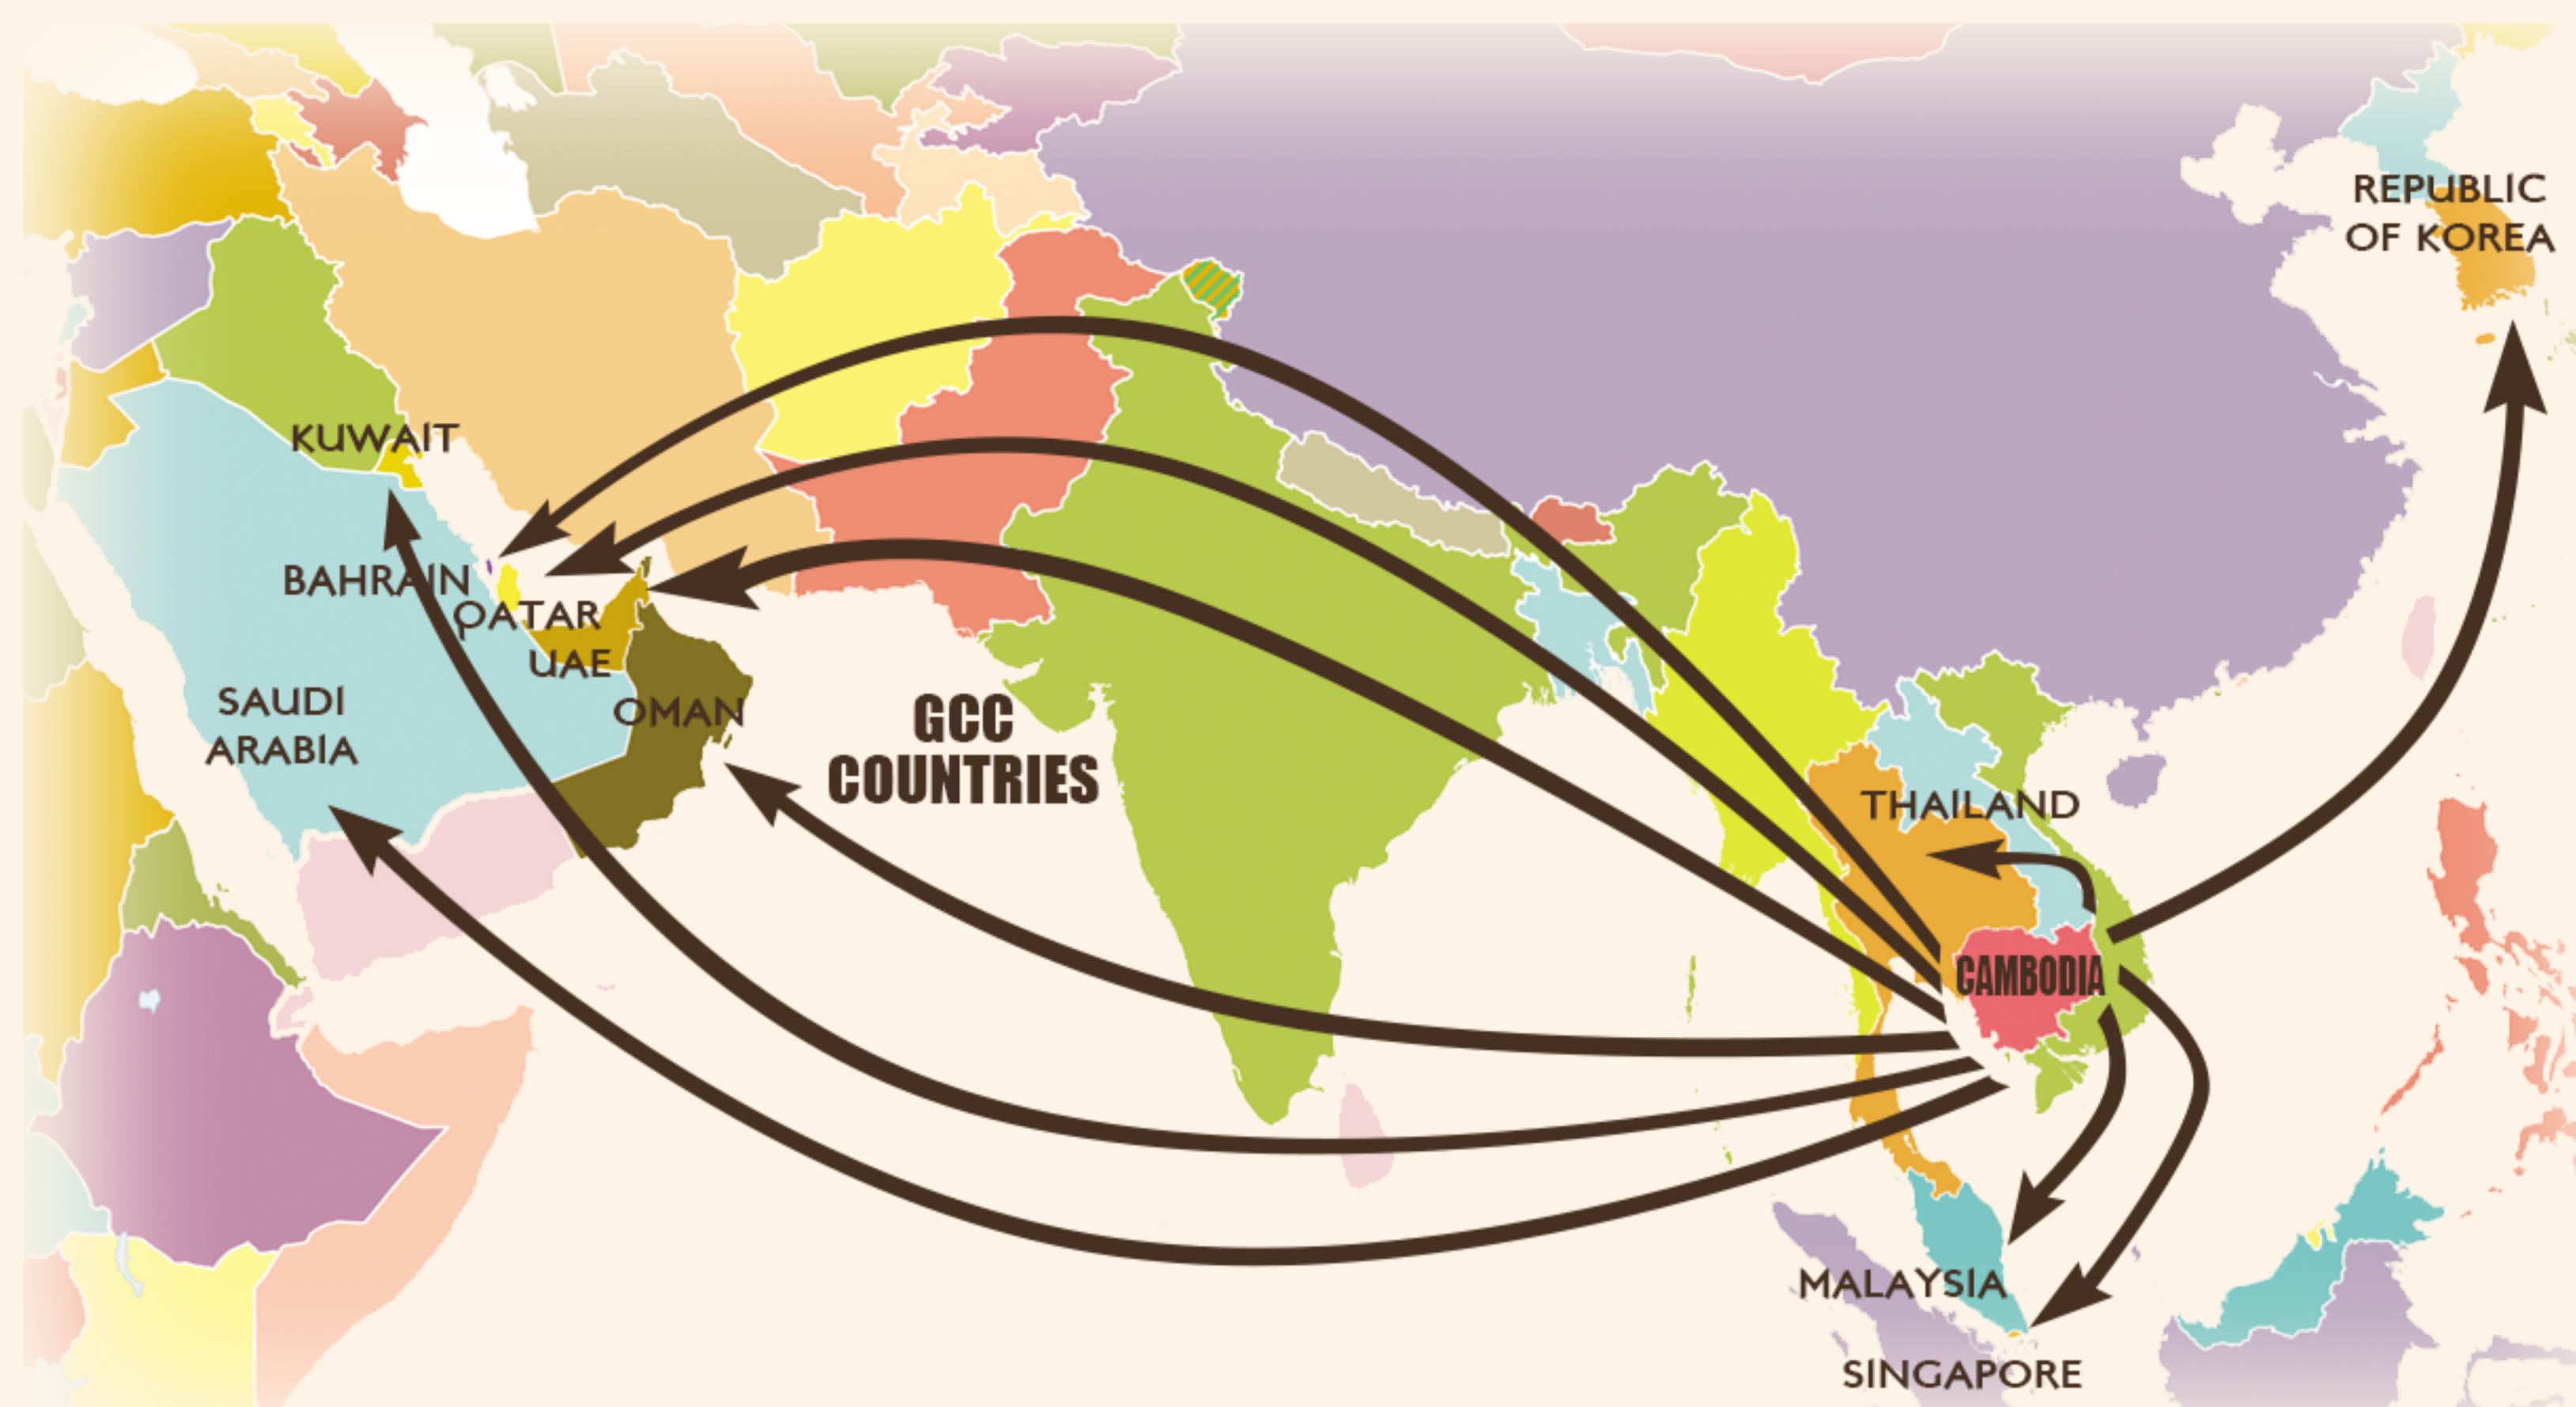 REPUBLIC
OF KOREA
KUWAIT
BAHRAIN
QATAR
UAE
SAUDI
ARABIA
OMAN
GCC
COUNTRIES
THAILAND
CAMBODIA
MALAYSIA
SINGAPORE